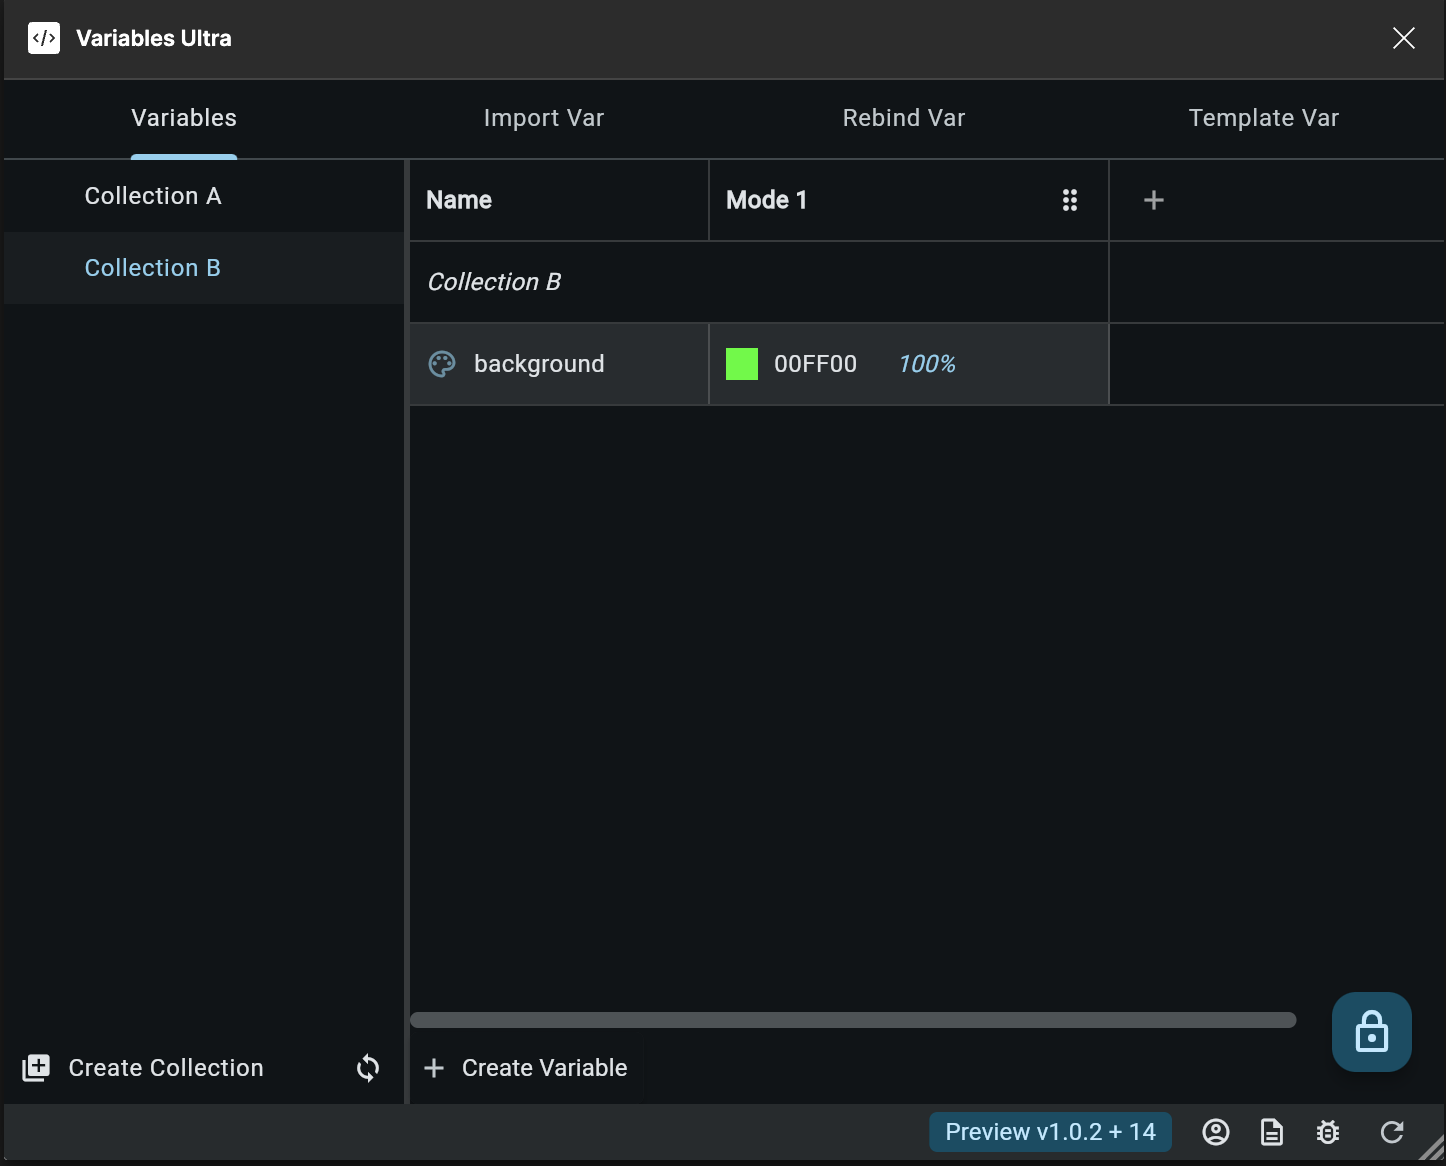 </> Variables Ultra
Variables Import Var Rebind Var Template Var
Collection A
Collection B
Name Mode 1
Collection B
background 00FF00 100%
Create Collection
Create Variable
Preview v1.0.2 + 14